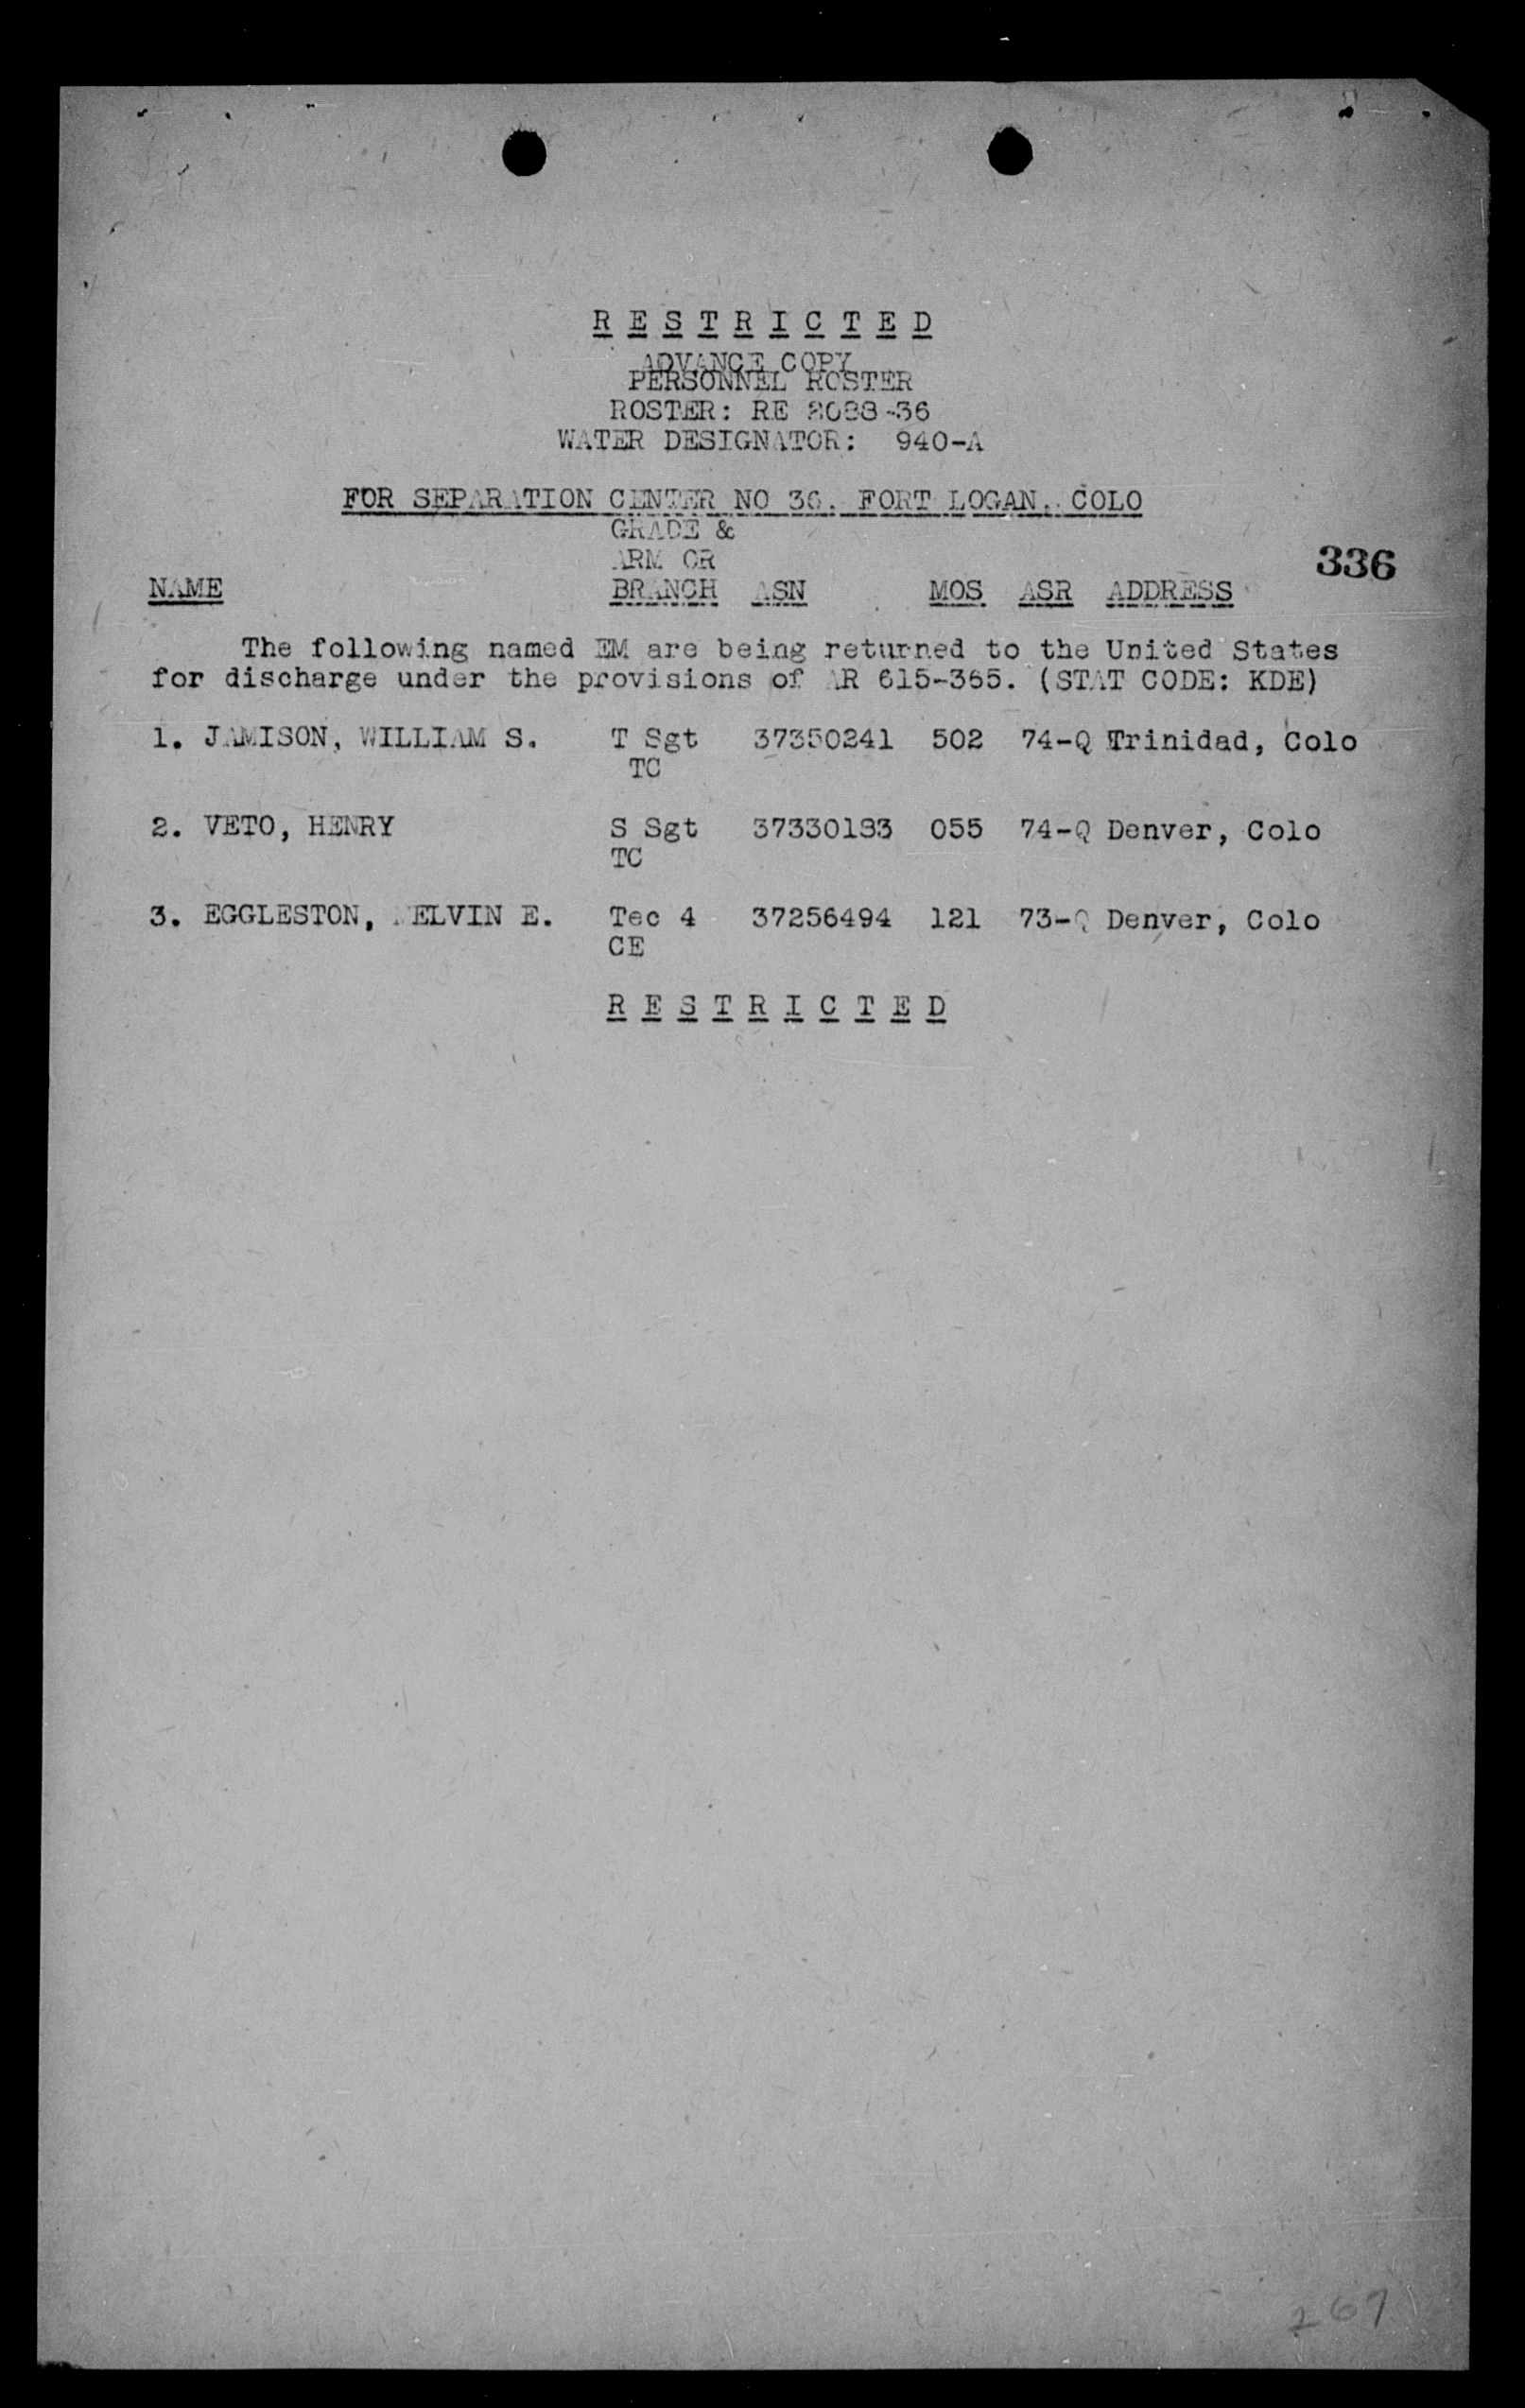 R E S T R I C T E D
ADVANCE COPY
PERSONNEL ROSTER
ROSTER: RE 2088-36
WATER DESIGNATOR: 940-A
FOR SEPARATION CENTER NO 36. FORT LOGAN, COLO
GRADE &
ARM OR
336
NAME BRANCH ASN MOS ASR ADDRESS
The following named EM are being returned to the United States
for discharge under the provisions of AR 615-365. (STAT CODE: KDE)
1. JAMISON, WILLIAM S. T Sgt 37350241 502 74-Q Trinidad, Colo
TC
2. VETO, HENRY S Sgt 37330183 055 74-Q Denver, Colo
TC
3. EGGLESTON, E. Tec 4 37256494 121 73-Q Denver, Colo
CE
R E S T R I C T E D
267